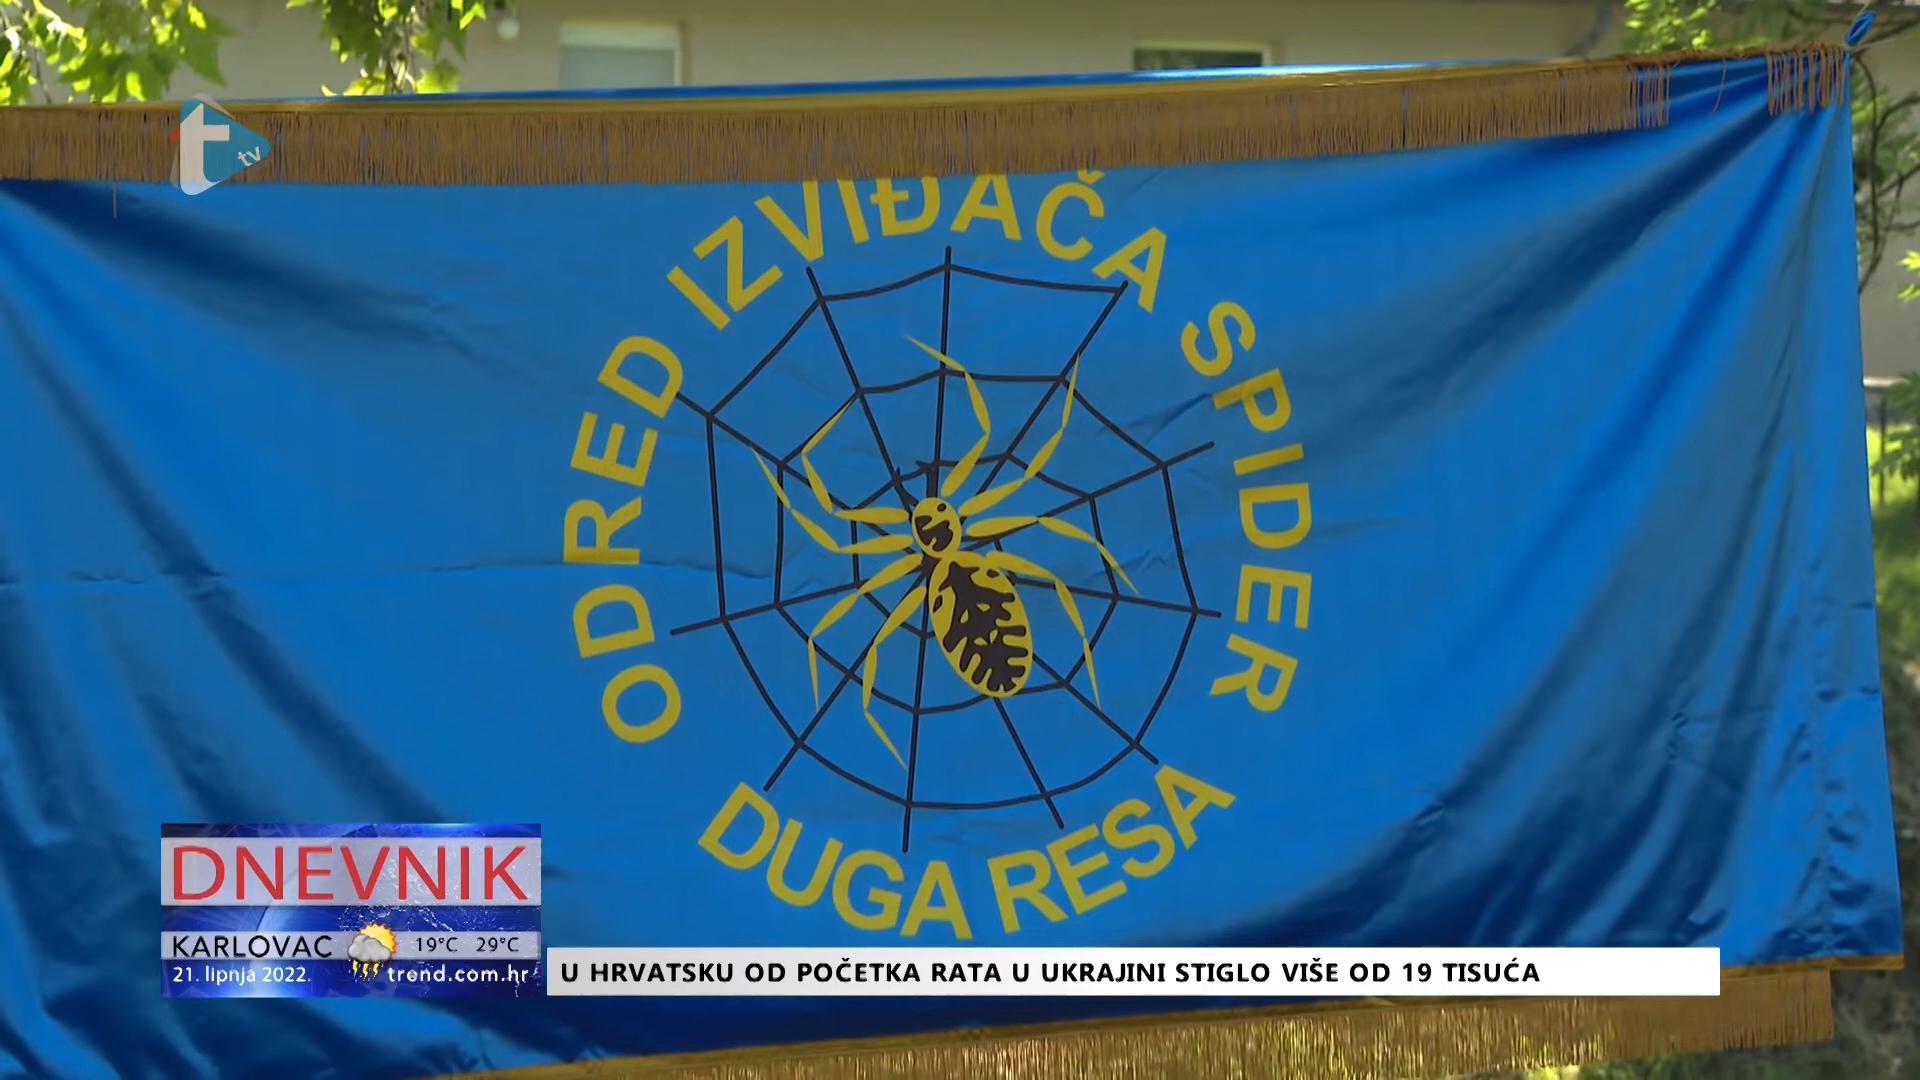 t tv
ODRED IZVIĐAČA SPIDER
DUGA RESA
DNEVNIK
KARLOVAC 19°C 29°C
21. lipnja 2022. trend.com.hr
U HRVATSKU OD POČETKA RATA U UKRAJINI STIGLO VIŠE OD 19 TISUĆA